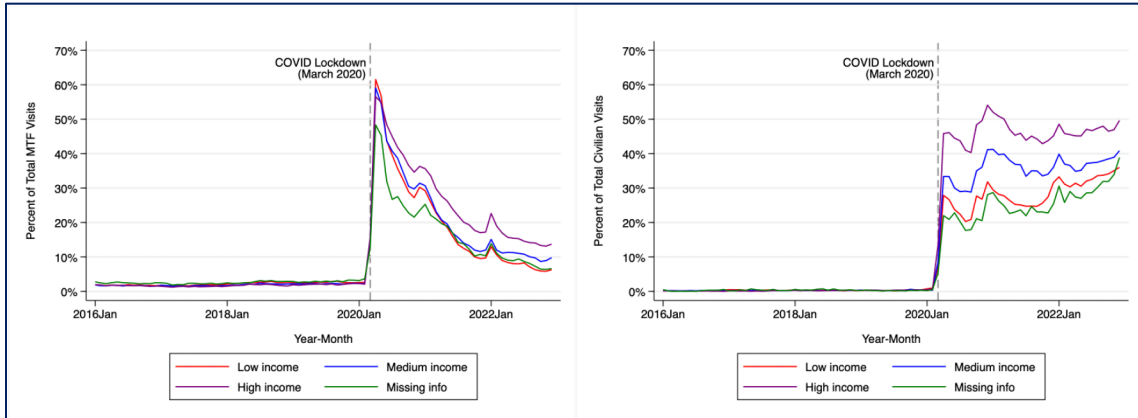 Percent of Total MTF Visits
70%
60%
50%
40%
30%
20%
10%
0%
COVID Lockdown
(March 2020)
2016Jan 2018Jan 2020Jan 2022Jan
Year-Month
Low income Medium income
High income Missing info
Percent of Total Civilian Visits
70%
60%
50%
40%
30%
20%
10%
0%
COVID Lockdown
(March 2020)
2016Jan 2018Jan 2020Jan 2022Jan
Year-Month
Low income Medium income
High income Missing info